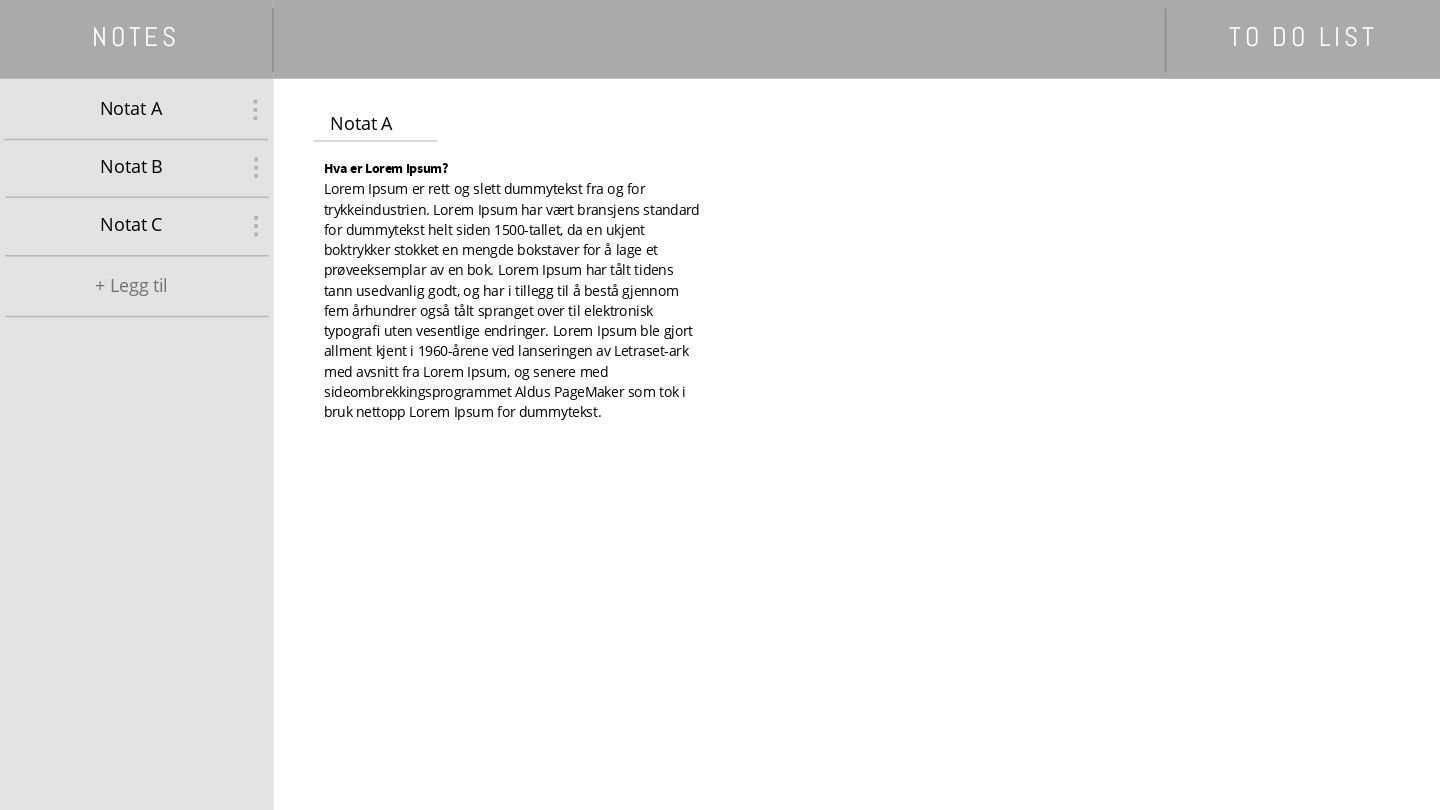 NOTES
TO DO LIST
Notat A
Notat B
Notat C
+ Legg til
Notat A
Hva er Lorem Ipsum?
Lorem Ipsum er rett og slett dummytekst fra og for
trykkeindustrien. Lorem Ipsum har vært bransjens standard
for dummytekst helt siden 1500-tallet, da en ukjent
boktrykker stokket en mengde bokstaver for å lage et
prøveeksemplar av en bok. Lorem Ipsum har tålt tidens
tann usedvanlig godt, og har i tillegg til å bestå gjennom
fem århundrer også tålt spranget over til elektronisk
typografi uten vesentlige endringer. Lorem Ipsum ble gjort
allment kjent i 1960-årene ved lanseringen av Letraset-ark
med avsnitt fra Lorem Ipsum, og senere med
sideombrekkingsprogrammet Aldus PageMaker som tok i
bruk nettopp Lorem Ipsum for dummytekst.